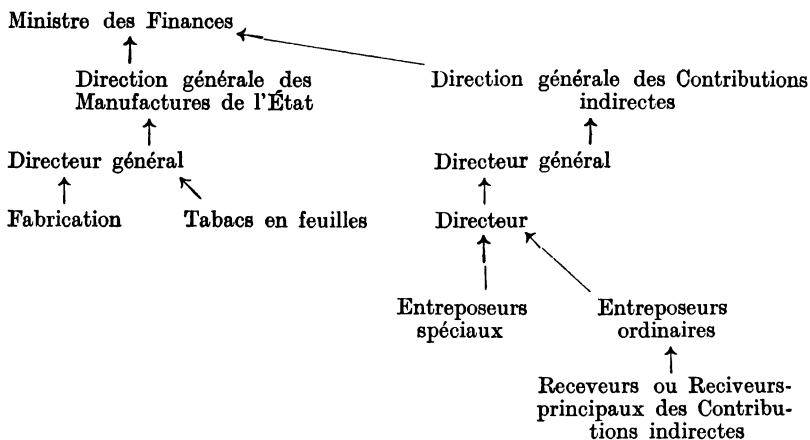 Ministre des Finances
Direction générale des
Manufactures de l'État
Direction générale des Contributions
indirectes
Directeur général
Directeur général
Fabrication
Tabacs en feuilles
Directeur
Entreposeurs
spéciaux
Entreposeurs
ordinaires
Receveurs ou Reciveurs-
principaux des Contribu-
tions indirectes